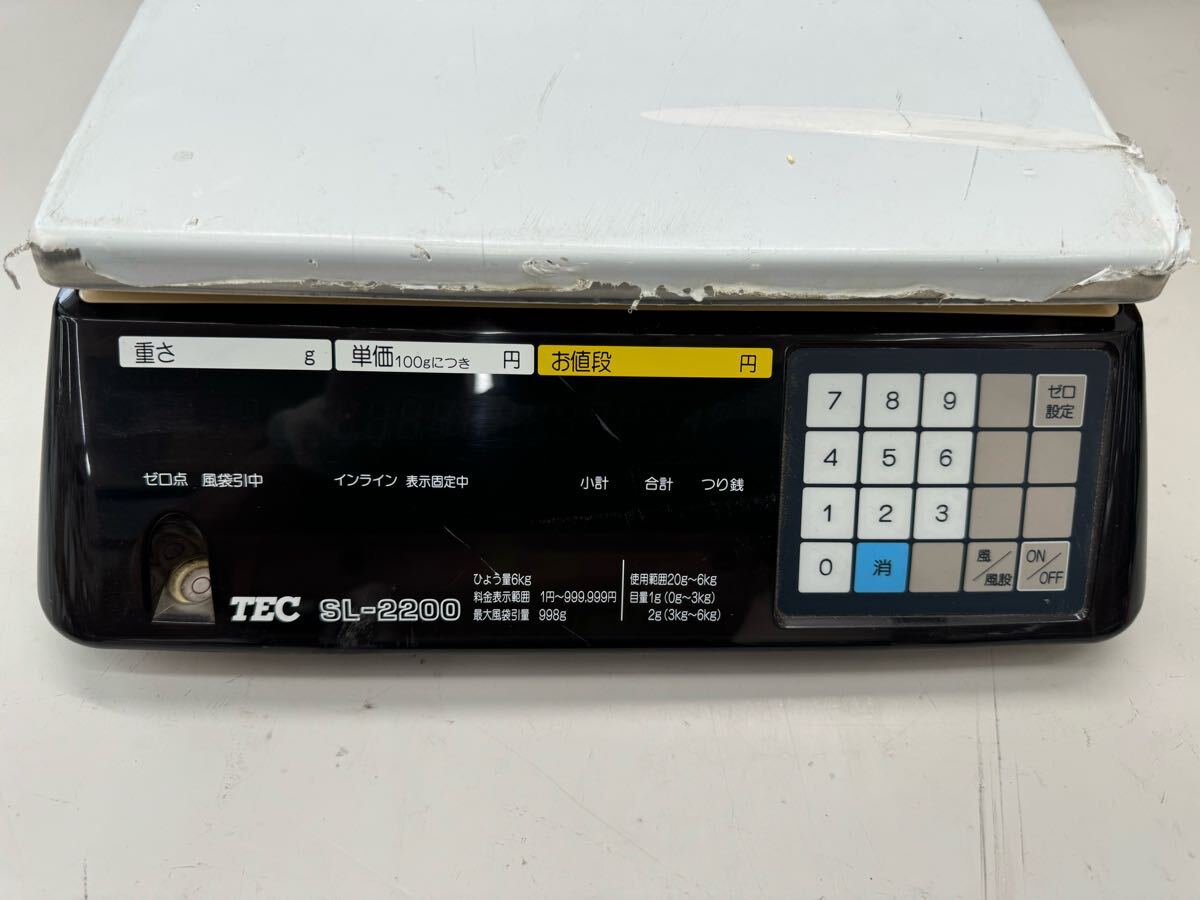 重さ g
単価100gにつき 円
お値段 円
ゼロ点 風袋引中 インライン 表示固定中 小計 合計 つり銭
TEC SL-2200
ひょう量6kg
料金表示範囲 1円～999,999円
最大風袋引量 998g
使用範囲20g～6kg
目量1g(0g～3kg)
2g(3kg～6kg)
7 8 9 ゼロ設定
4 5 6
1 2 3
0 消 風/風設 ON/OFF